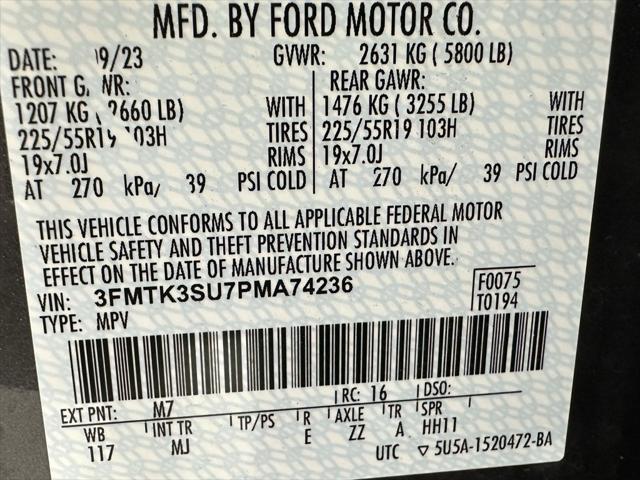 MFD. BY FORD MOTOR CO.
DATE: 9/23 GVWR: 2631 KG ( 5800 LB)
FRONT REAR GAWR:
1207 KG WITH 1476 KG ( 3255 LB) WITH
225/55R19 103H TIRES 225/55R19 103H TIRES
19x7.0J RIMS 19x7.0J RIMS
AT 270 kPa/ 39 PSI COLD AT 270 kPa/ 39 PSI COLD
THIS VEHICLE CONFORMS TO ALL APPLICABLE FEDERAL MOTOR
VEHICLE SAFETY AND THEFT PREVENTION STANDARDS IN
EFFECT ON THE DATE OF MANUFACTURE SHOWN ABOVE.
VIN: 3FMTK3SU7PMA74236 F0075
TYPE: MPV T0194
EXT PNT: M7 RC: 16 DSO:
WB INT TR TP/PS R AXLE TR SPR
117 MJ E ZZ A HH11
UTC ▽ 5U5A-1520472-BA